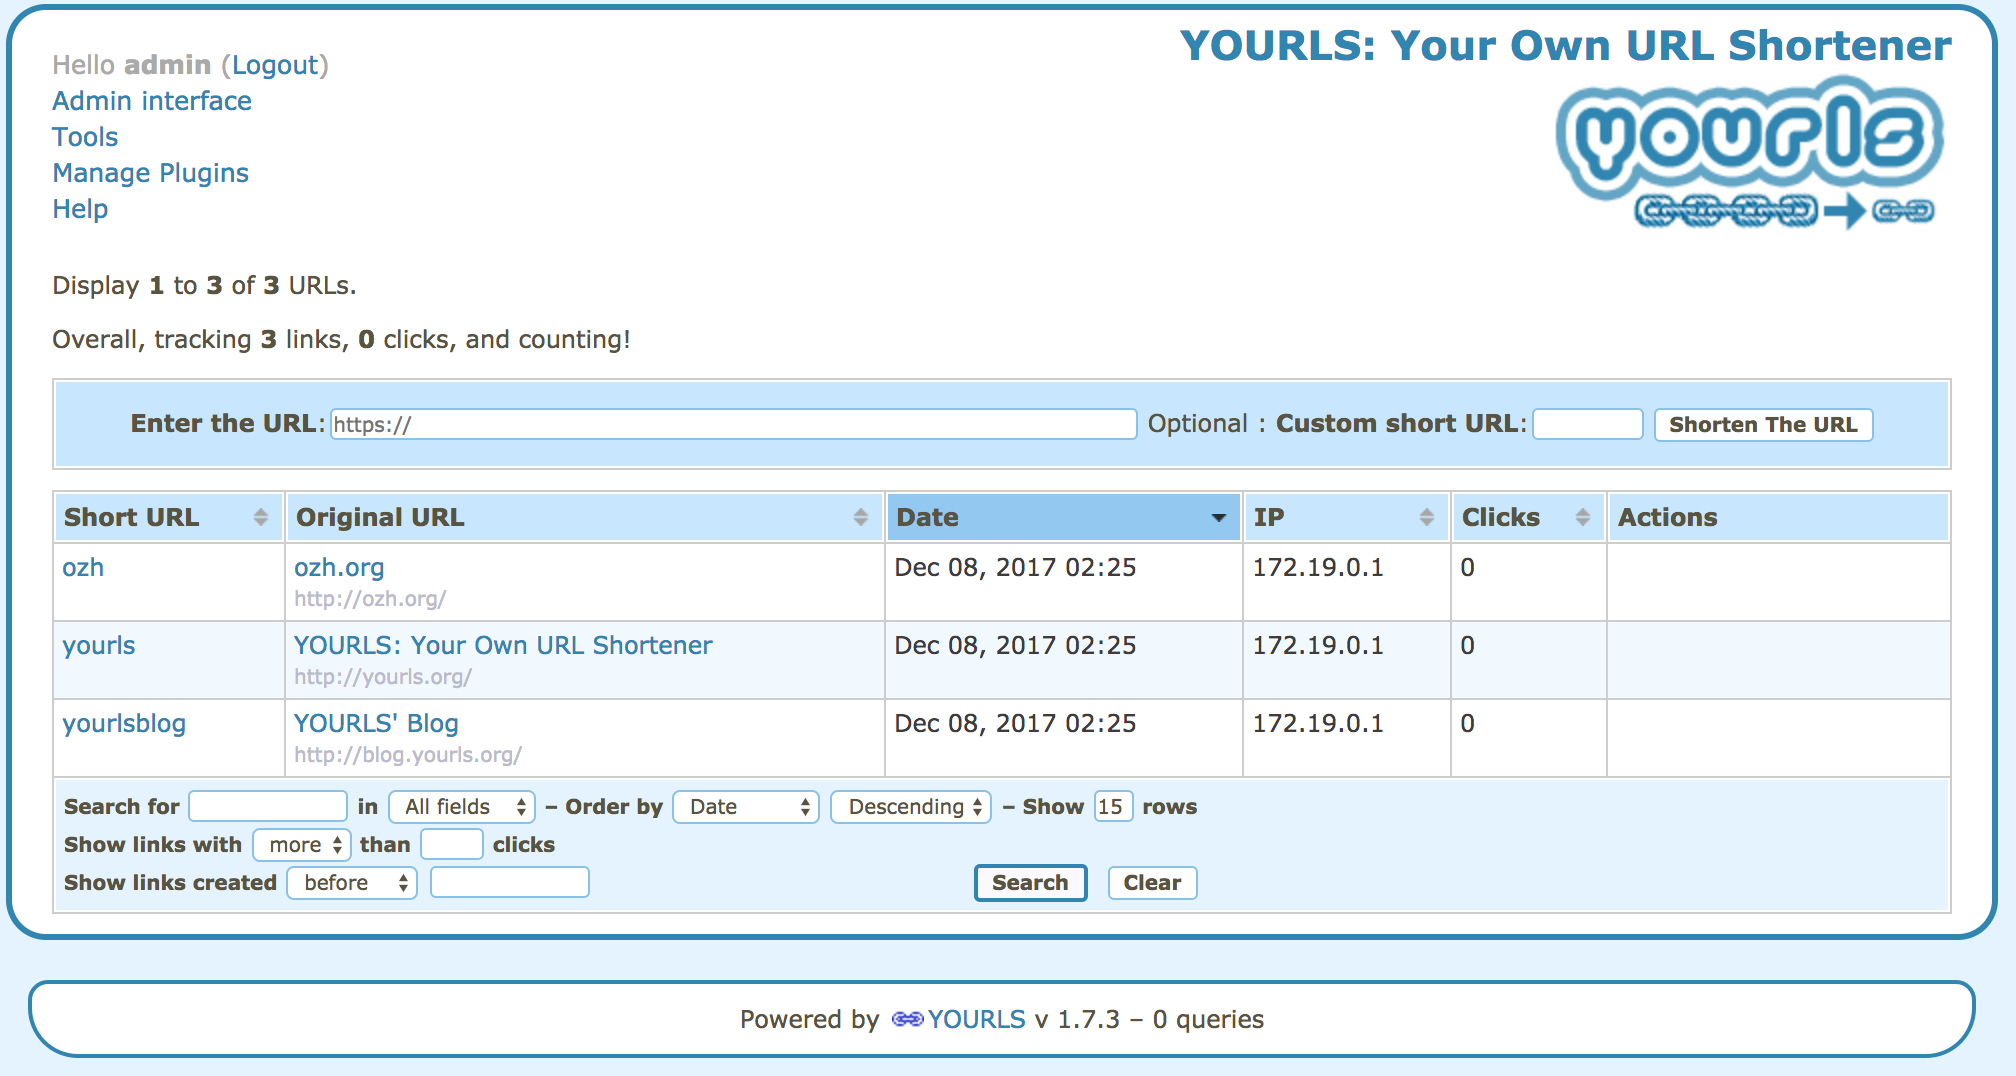 Hello admin (Logout)
YOURLS: Your Own URL Shortener
Admin interface
Tools
Manage Plugins
Help
yourls
Display 1 to 3 of 3 URLs.
Overall, tracking 3 links, 0 clicks, and counting!
Enter the URL: https:// Optional : Custom short URL: Shorten The URL
Short URL Original URL Date IP Clicks Actions
ozh ozh.org Dec 08, 2017 02:25 172.19.0.1 0
http://ozh.org/
yourls YOURLS: Your Own URL Shortener Dec 08, 2017 02:25 172.19.0.1 0
http://yourls.org/
yourlsblog YOURLS' Blog Dec 08, 2017 02:25 172.19.0.1 0
http://blog.yourls.org/
Search for in All fields – Order by Date Descending – Show 15 rows
Show links with more than clicks
Show links created before Search Clear
Powered by YOURLS v 1.7.3 – 0 queries